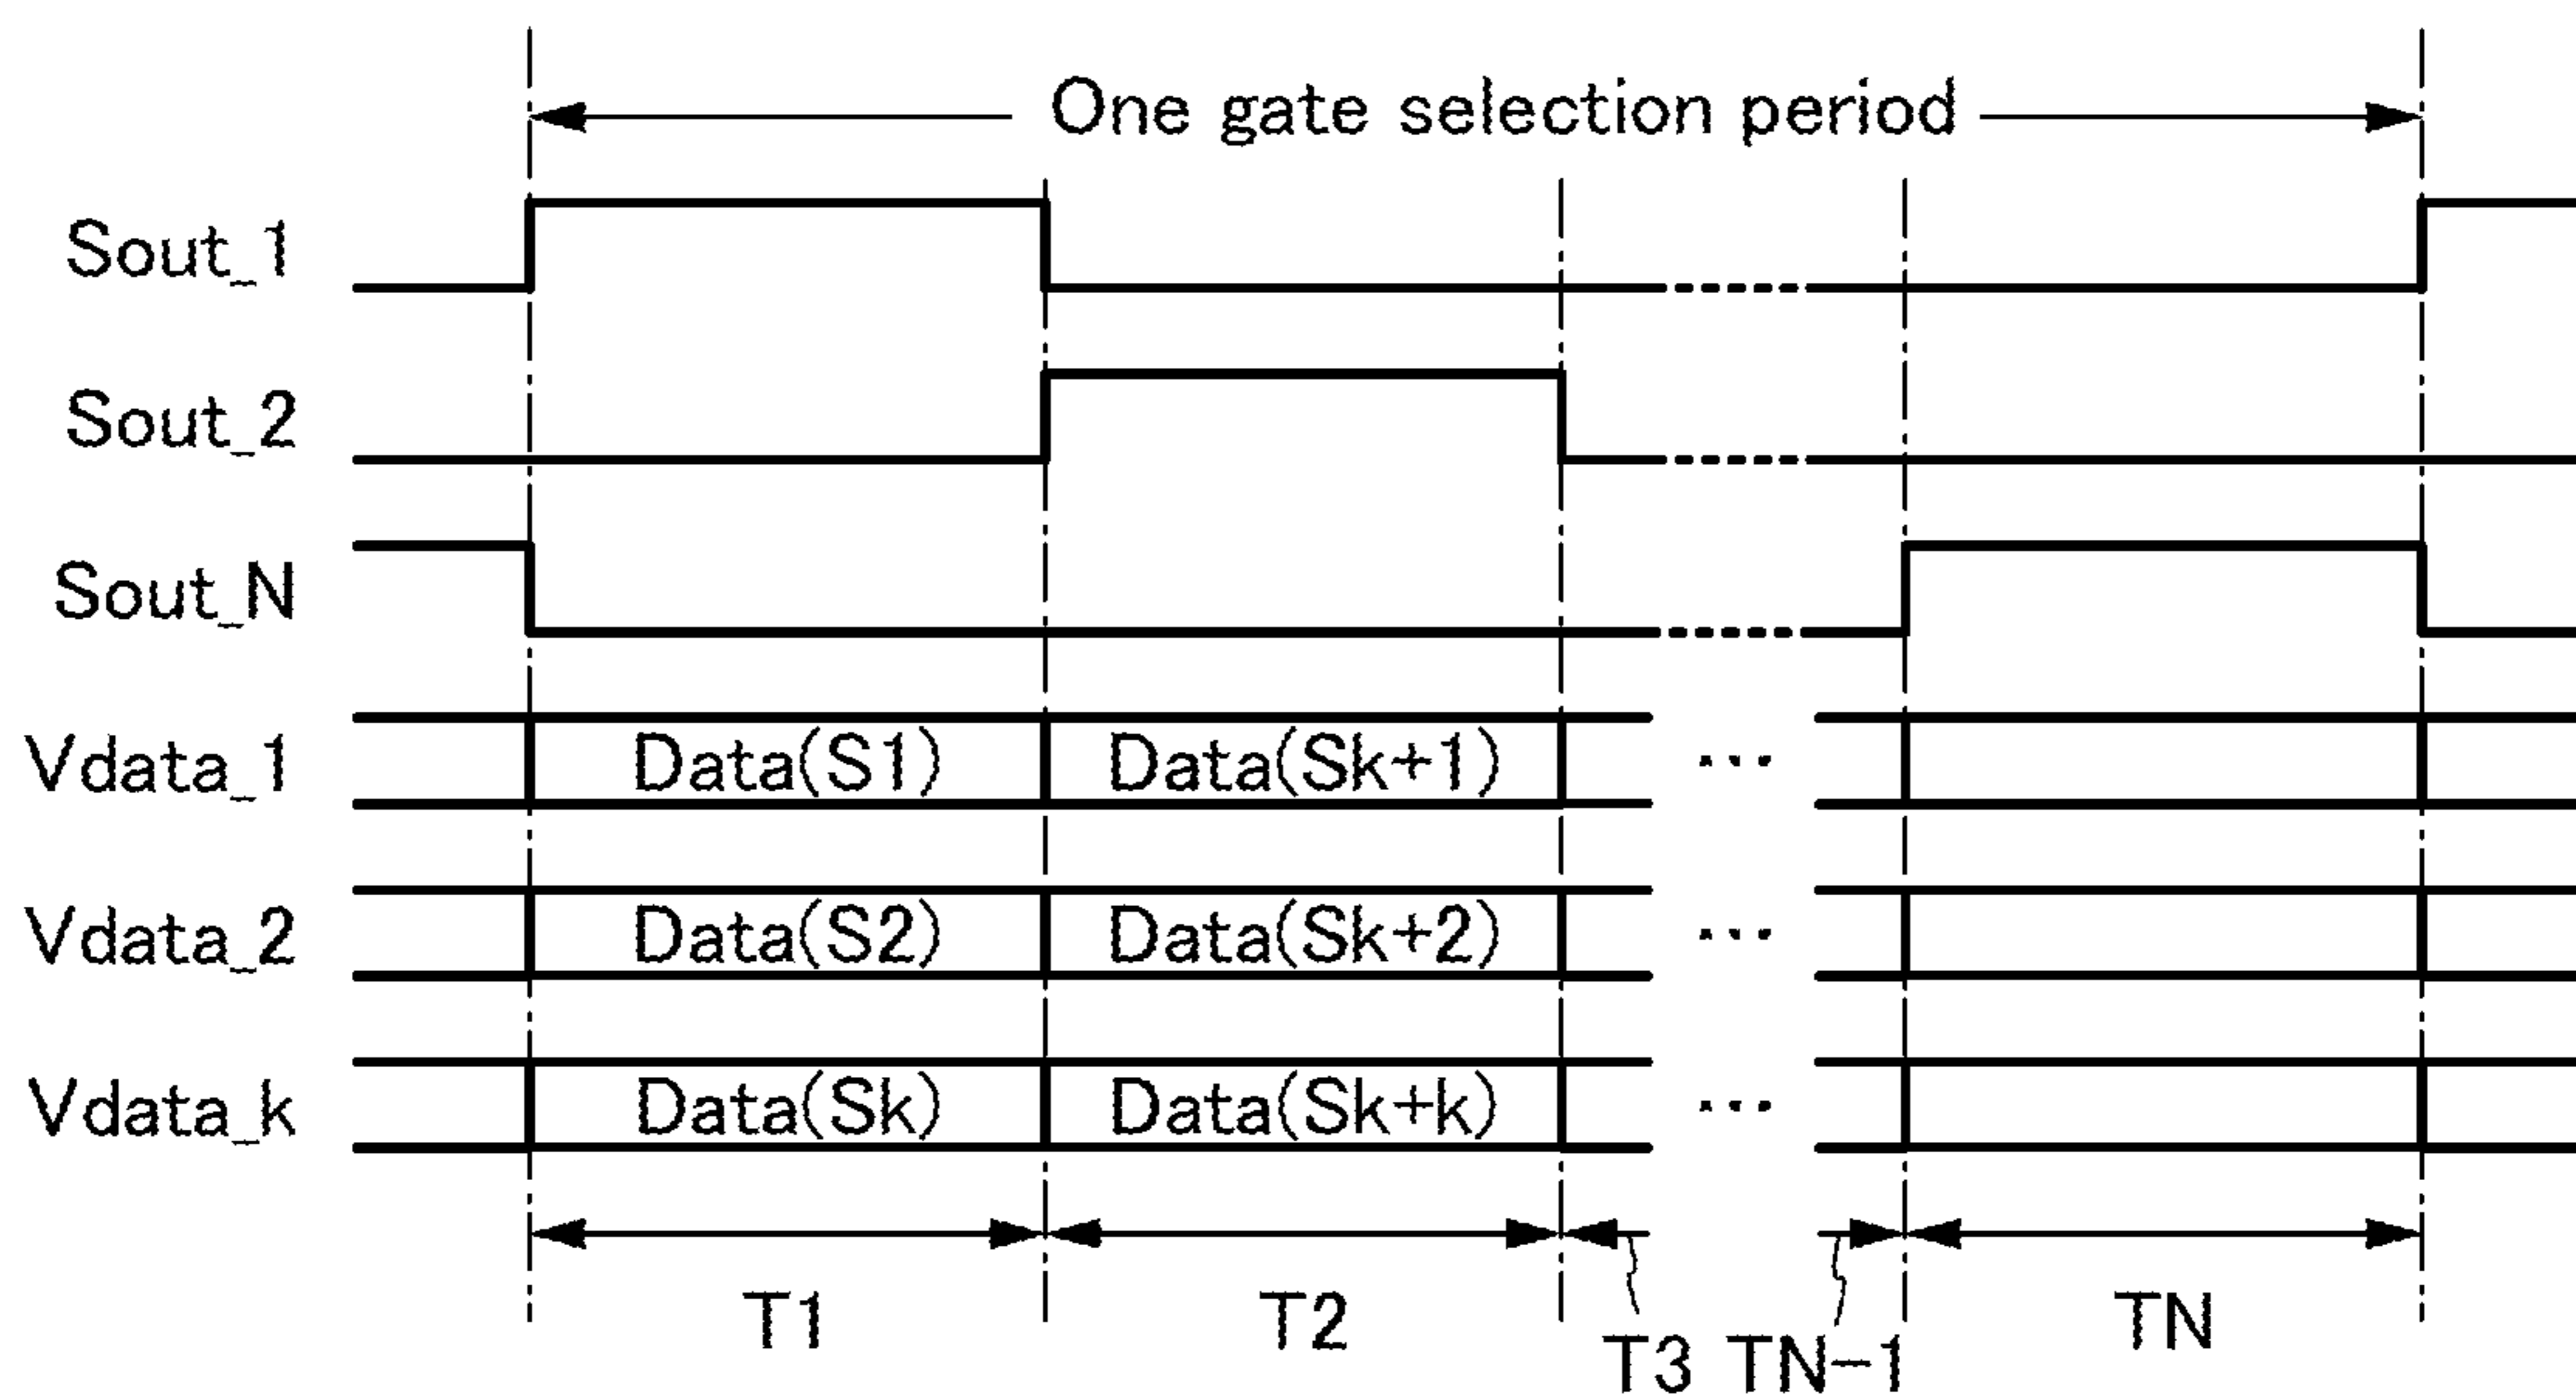 One gate selection period
Sout_1
Sout_2
Sout_N
Vdata_1 Data(S1) Data(Sk+1) ...
Vdata_2 Data(S2) Data(Sk+2) ...
Vdata_k Data(Sk) Data(Sk+k) ...
T1 T2 T3 TN-1 TN